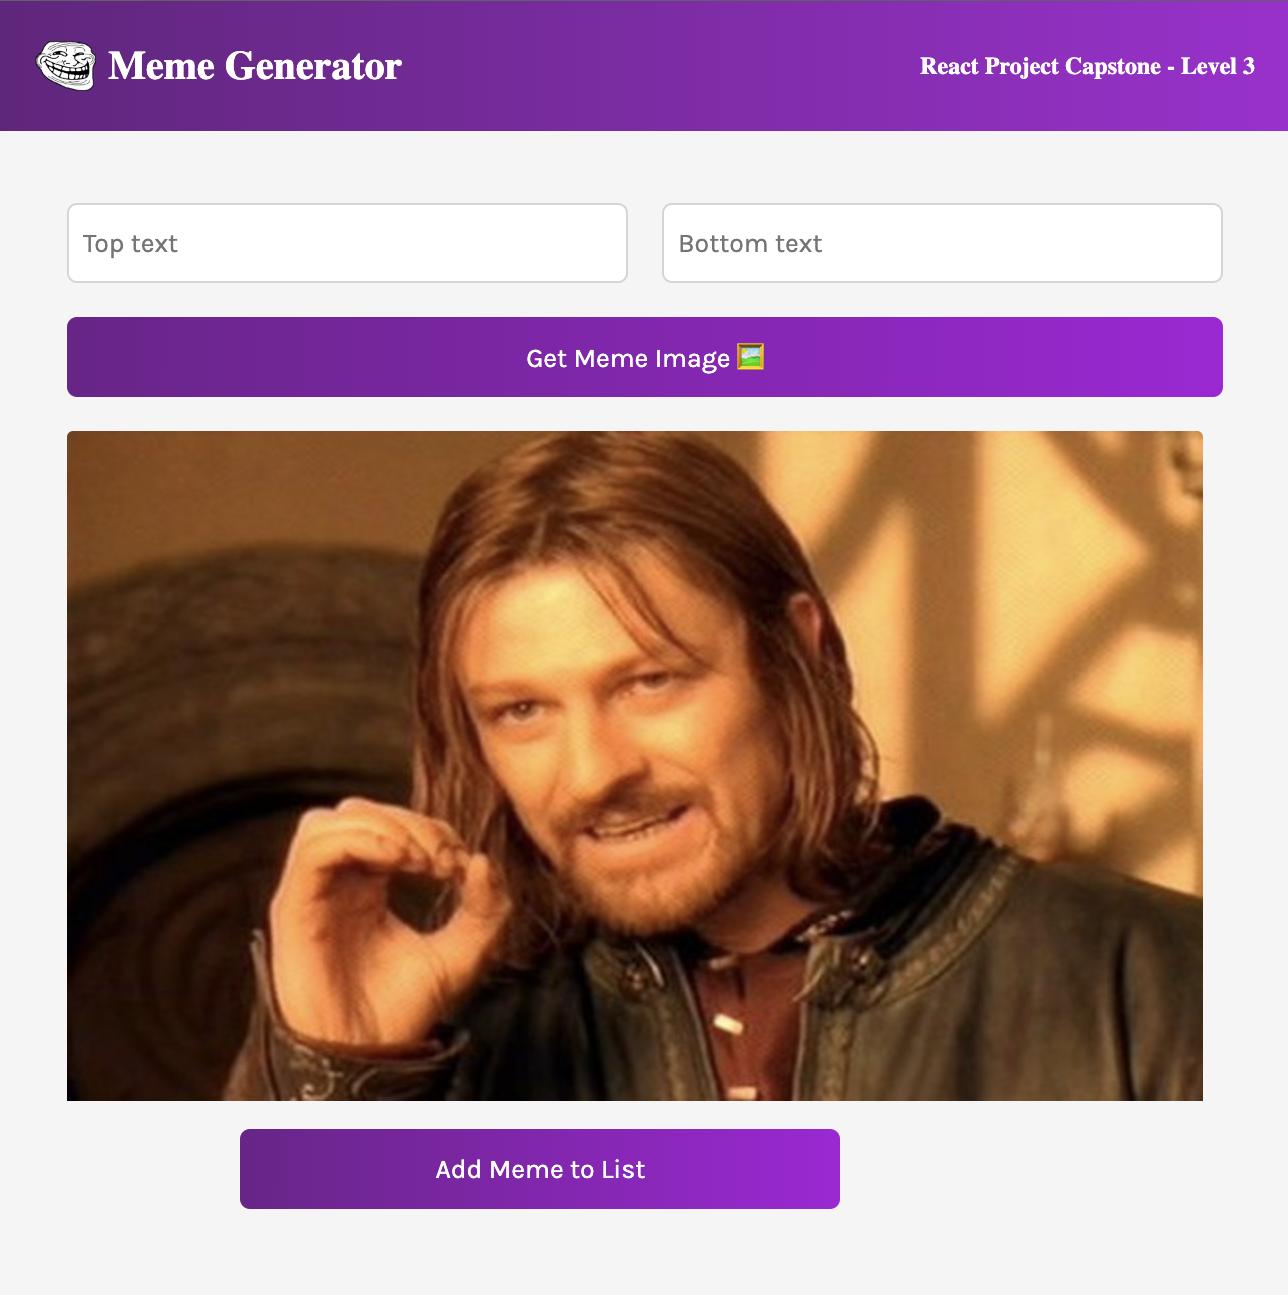 Meme Generator
React Project Capstone - Level 3
Top text
Bottom text
Get Meme Image 🖼️
Add Meme to List